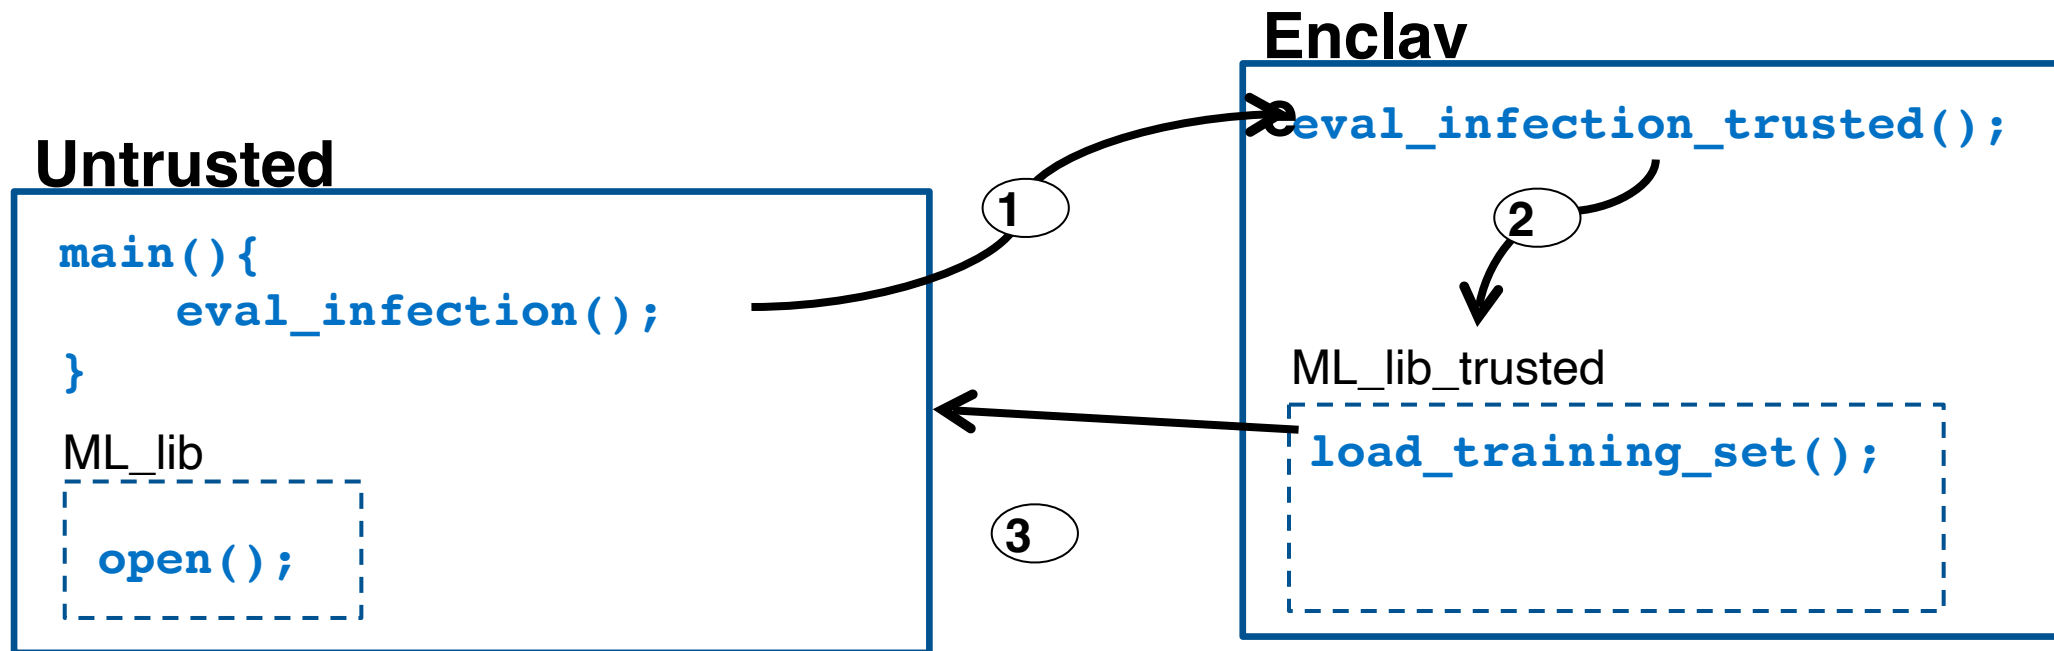 Untrusted
main(){
eval_infection();
}
ML_lib
open();
1
3
Enclav
e
eval_infection_trusted();
2
ML_lib_trusted
load_training_set();